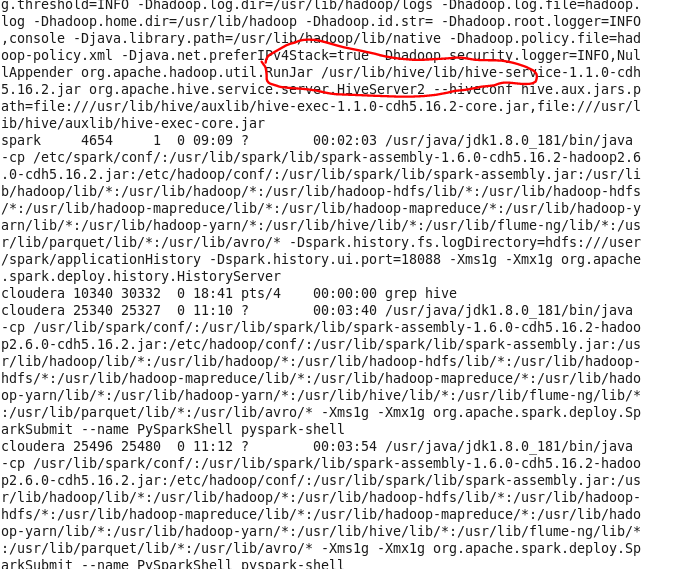 g.threshold=INFO -Dhadoop.log.dir=/usr/lib/hadoop/logs -Dhadoop.log.file=hadoop.
log -Dhadoop.home.dir=/usr/lib/hadoop -Dhadoop.id.str= -Dhadoop.root.logger=INFO
,console -Djava.library.path=/usr/lib/hadoop/lib/native -Dhadoop.policy.file=had
oop-policy.xml -Djava.net.preferIPv4Stack=true -Dhadoop.security.logger=INFO,Nul
lAppender org.apache.hadoop.util.RunJar /usr/lib/hive/lib/hive-service-1.1.0-cdh
5.16.2.jar org.apache.hive.service.server.HiveServer2 --hiveconf hive.aux.jars.p
ath=file:///usr/lib/hive/auxlib/hive-exec-1.1.0-cdh5.16.2-core.jar,file:///usr/l
ib/hive/auxlib/hive-exec-core.jar
spark     4654     1  0 09:09 ?        00:02:03 /usr/java/jdk1.8.0_181/bin/java
-cp /etc/spark/conf/:/usr/lib/spark/lib/spark-assembly-1.6.0-cdh5.16.2-hadoop2.6
.0-cdh5.16.2.jar:/etc/hadoop/conf/:/usr/lib/spark/lib/spark-assembly.jar:/usr/li
b/hadoop/lib/*:/usr/lib/hadoop/*:/usr/lib/hadoop-hdfs/lib/*:/usr/lib/hadoop-hdfs
/*:/usr/lib/hadoop-mapreduce/lib/*:/usr/lib/hadoop-mapreduce/*:/usr/lib/hadoop-y
arn/lib/*:/usr/lib/hadoop-yarn/*:/usr/lib/hive/lib/*:/usr/lib/flume-ng/lib/*:/us
r/lib/parquet/lib/*:/usr/lib/avro/* -Dspark.history.fs.logDirectory=hdfs:///user
/spark/applicationHistory -Dspark.history.ui.port=18088 -Xms1g -Xmx1g org.apache
.spark.deploy.history.HistoryServer
cloudera 10340 30332  0 18:41 pts/4    00:00:00 grep hive
cloudera 25340 25327  0 11:10 ?        00:03:40 /usr/java/jdk1.8.0_181/bin/java
-cp /usr/lib/spark/conf/:/usr/lib/spark/lib/spark-assembly-1.6.0-cdh5.16.2-hadoo
p2.6.0-cdh5.16.2.jar:/etc/hadoop/conf/:/usr/lib/spark/lib/spark-assembly.jar:/us
r/lib/hadoop/lib/*:/usr/lib/hadoop/*:/usr/lib/hadoop-hdfs/lib/*:/usr/lib/hadoop-
hdfs/*:/usr/lib/hadoop-mapreduce/lib/*:/usr/lib/hadoop-mapreduce/*:/usr/lib/hado
op-yarn/lib/*:/usr/lib/hadoop-yarn/*:/usr/lib/hive/lib/*:/usr/lib/flume-ng/lib/*
:/usr/lib/parquet/lib/*:/usr/lib/avro/* -Xms1g -Xmx1g org.apache.spark.deploy.Sp
arkSubmit --name PySparkShell pyspark-shell
cloudera 25496 25480  0 11:12 ?        00:03:54 /usr/java/jdk1.8.0_181/bin/java
-cp /usr/lib/spark/conf/:/usr/lib/spark/lib/spark-assembly-1.6.0-cdh5.16.2-hadoo
p2.6.0-cdh5.16.2.jar:/etc/hadoop/conf/:/usr/lib/spark/lib/spark-assembly.jar:/us
r/lib/hadoop/lib/*:/usr/lib/hadoop/*:/usr/lib/hadoop-hdfs/lib/*:/usr/lib/hadoop-
hdfs/*:/usr/lib/hadoop-mapreduce/lib/*:/usr/lib/hadoop-mapreduce/*:/usr/lib/hado
op-yarn/lib/*:/usr/lib/hadoop-yarn/*:/usr/lib/hive/lib/*:/usr/lib/flume-ng/lib/*
:/usr/lib/parquet/lib/*:/usr/lib/avro/* -Xms1g -Xmx1g org.apache.spark.deploy.Sp
arkSubmit --name PySparkShell pyspark-shell